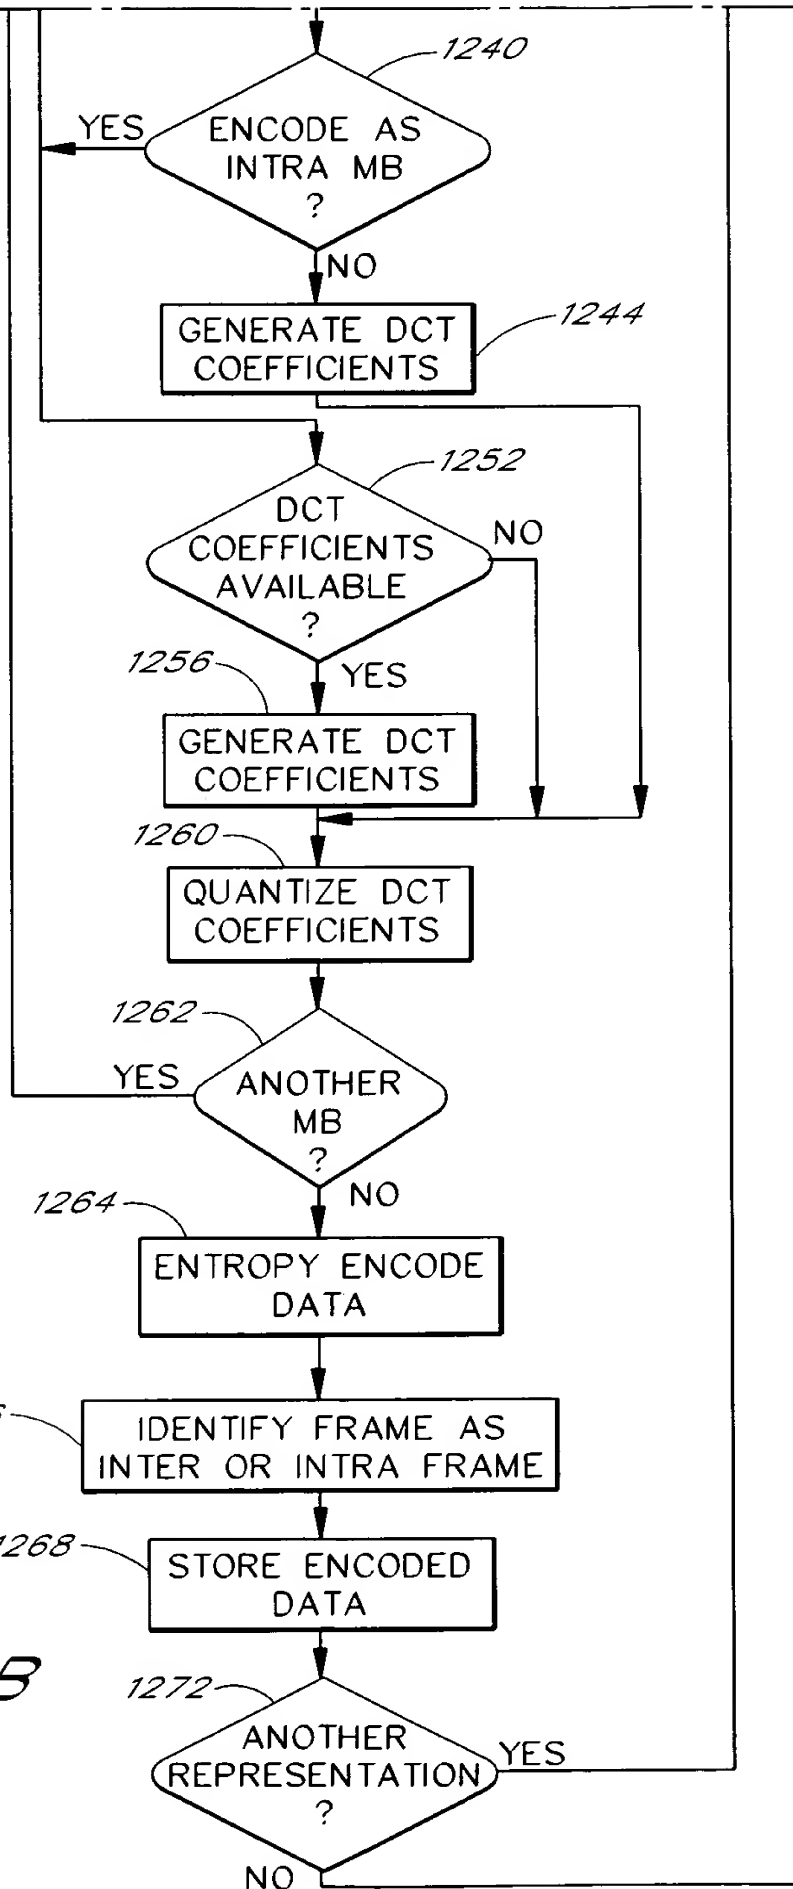 1240
YES
ENCODE AS
INTRA MB
?
NO
1244
GENERATE DCT
COEFFICIENTS
1252
DCT
COEFFICIENTS
AVAILABLE
?
NO
1256
YES
GENERATE DCT
COEFFICIENTS
1260
QUANTIZE DCT
COEFFICIENTS
1262
YES
ANOTHER
MB
?
NO
1264
ENTROPY ENCODE
DATA
IDENTIFY FRAME AS
INTER OR INTRA FRAME
1268
STORE ENCODED
DATA
B
1272
ANOTHER
REPRESENTATION
?
YES
NO